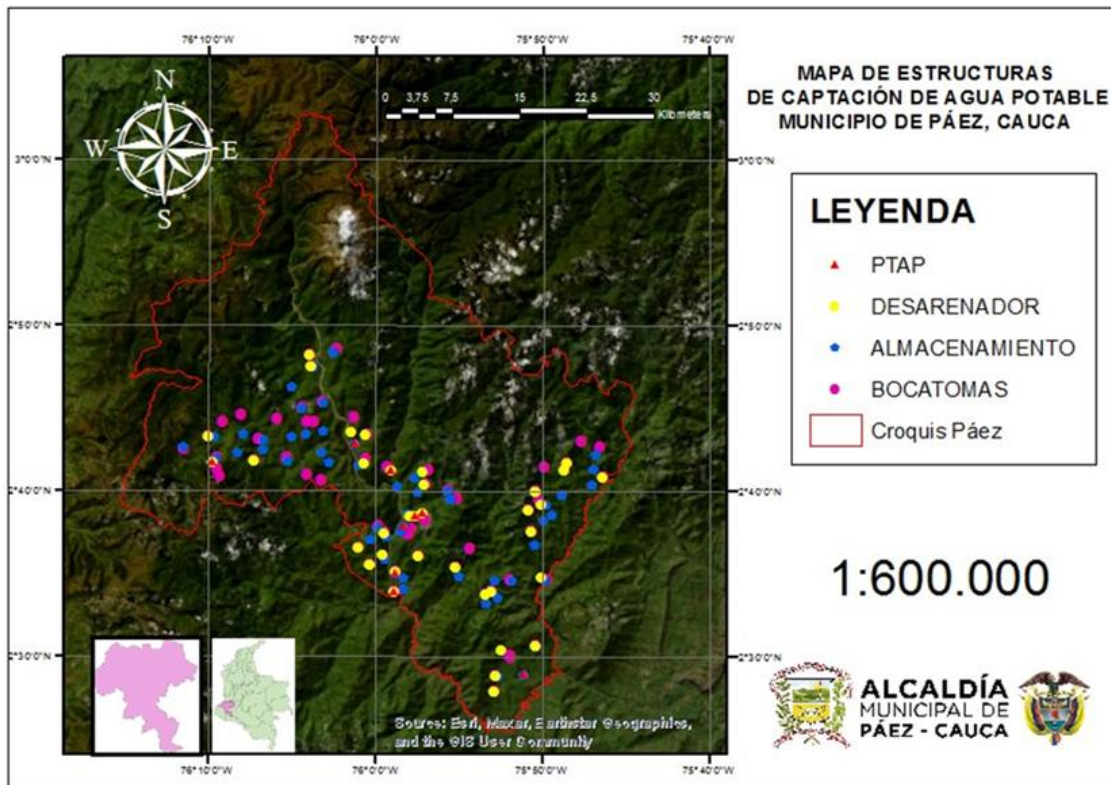 76°10'0"W 76°0'0"W 75°50'0"W 75°40'0"W
MAPA DE ESTRUCTURAS
DE CAPTACIÓN DE AGUA POTABLE
MUNICIPIO DE PÁEZ, CAUCA
N
W E
S
0 3,75 7,5 15 22,5 30
Kilometers
3°0'0"N 3°0'0"N
LEYENDA
PTAP
DESARENADOR
ALMACENAMIENTO
BOCATOMAS
Croquis Páez
2°50'0"N 2°50'0"N
2°40'0"N 2°40'0"N
1:600.000
2°30'0"N 2°30'0"N
Source: Esri, Maxar, Earthstar Geographics,
and the GIS User Community
ALCALDÍA
MUNICIPAL DE
PÁEZ - CAUCA
76°10'0"W 76°0'0"W 75°50'0"W 75°40'0"W